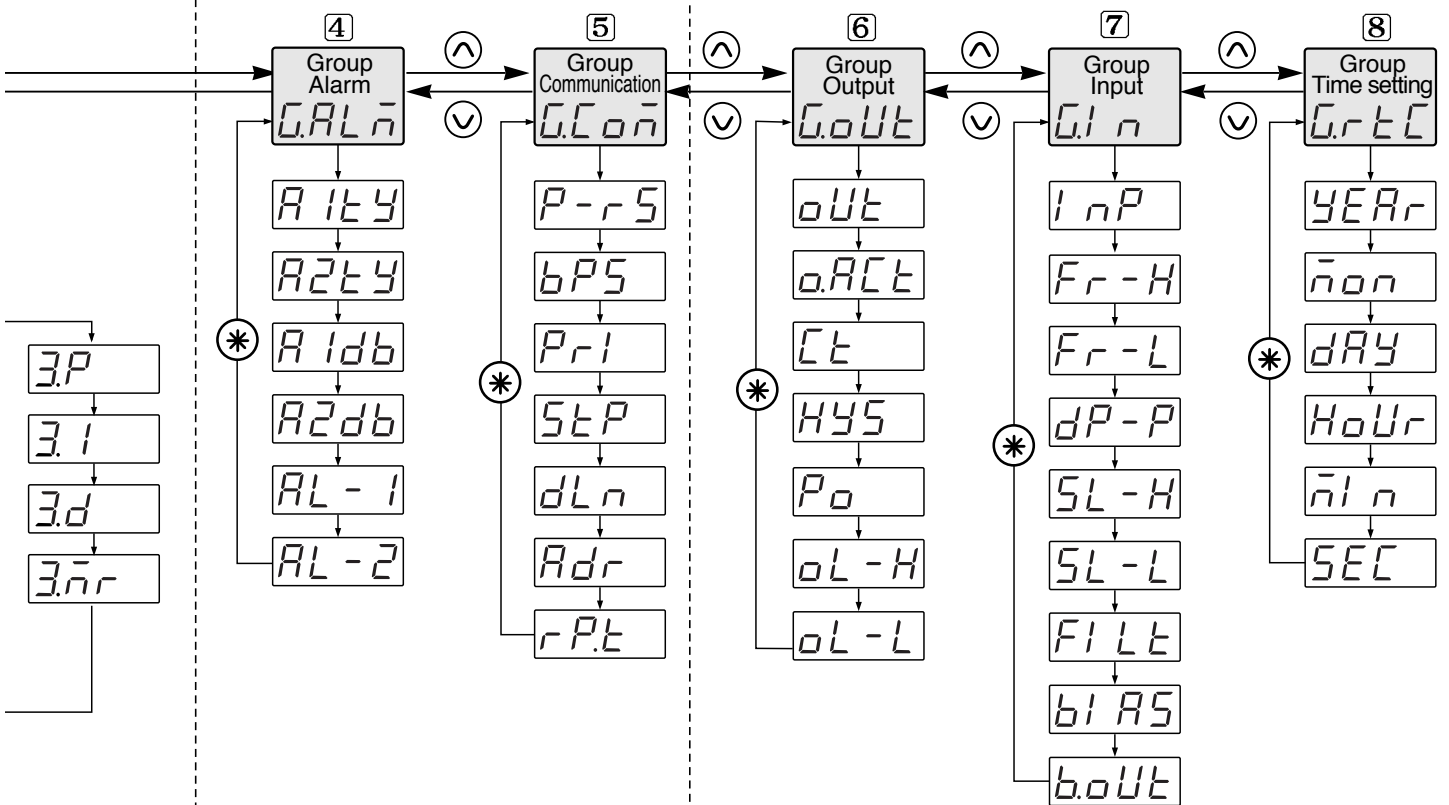 3.P
3.I
3.d
3.mr
4
Group
Alarm
G.ALm
A1tY
A2tY
A1db
A2db
AL-1
AL-2
5
Group
Communication
G.Com
P-rS
bPS
PrI
StP
dLn
Adr
rP.t
6
Group
Output
G.oUt
oUt
o.ACt
Ct
HYS
Po
oL-H
oL-L
7
Group
Input
G.In
InP
Fr-H
Fr-L
dP-P
SL-H
SL-L
FILt
bIAS
b.oUt
8
Group
Time setting
G.rtC
YEAr
mon
dAY
HoUr
mIn
SEC